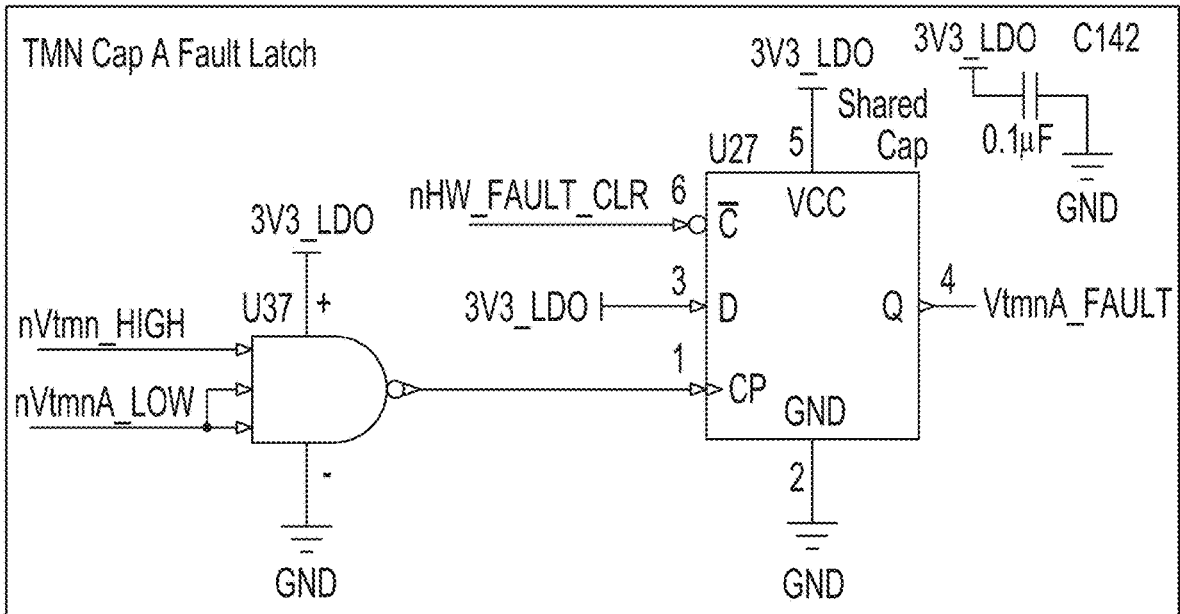 TMN Cap A Fault Latch
3V3_LDO
3V3_LDO
C142
Shared
Cap
0.1μF
GND
U27
5
nHW_FAULT_CLR
6
C
VCC
3V3_LDO
U37
+
3V3_LDO
3
D
Q
4
VtmnA_FAULT
nVtmn_HIGH
nVtmnA_LOW
1
CP
GND
-
2
GND
GND